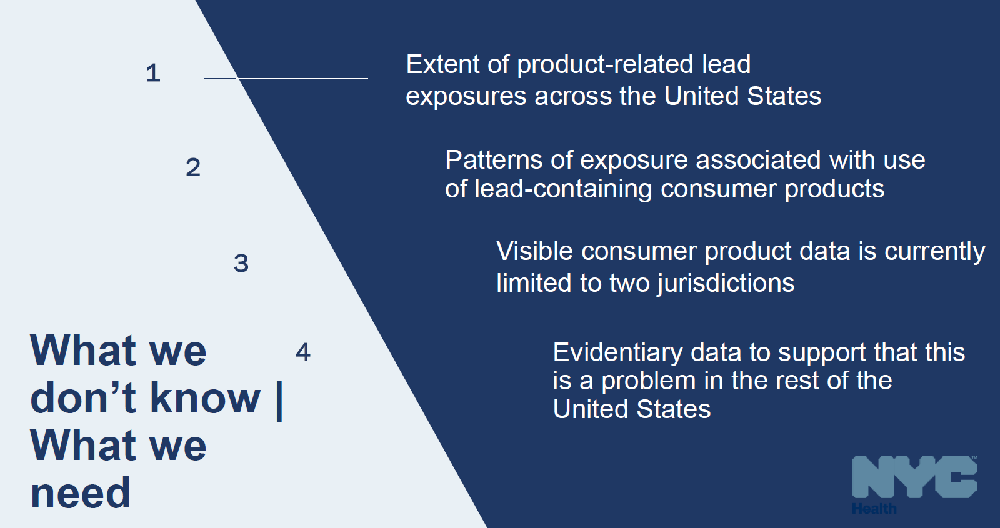 1
Extent of product-related lead
exposures across the United States
2
Patterns of exposure associated with use
of lead-containing consumer products
3
Visible consumer product data is currently
limited to two jurisdictions
4
Evidentiary data to support that this
is a problem in the rest of the
United States
What we
don’t know |
What we
need
NYC™
Health